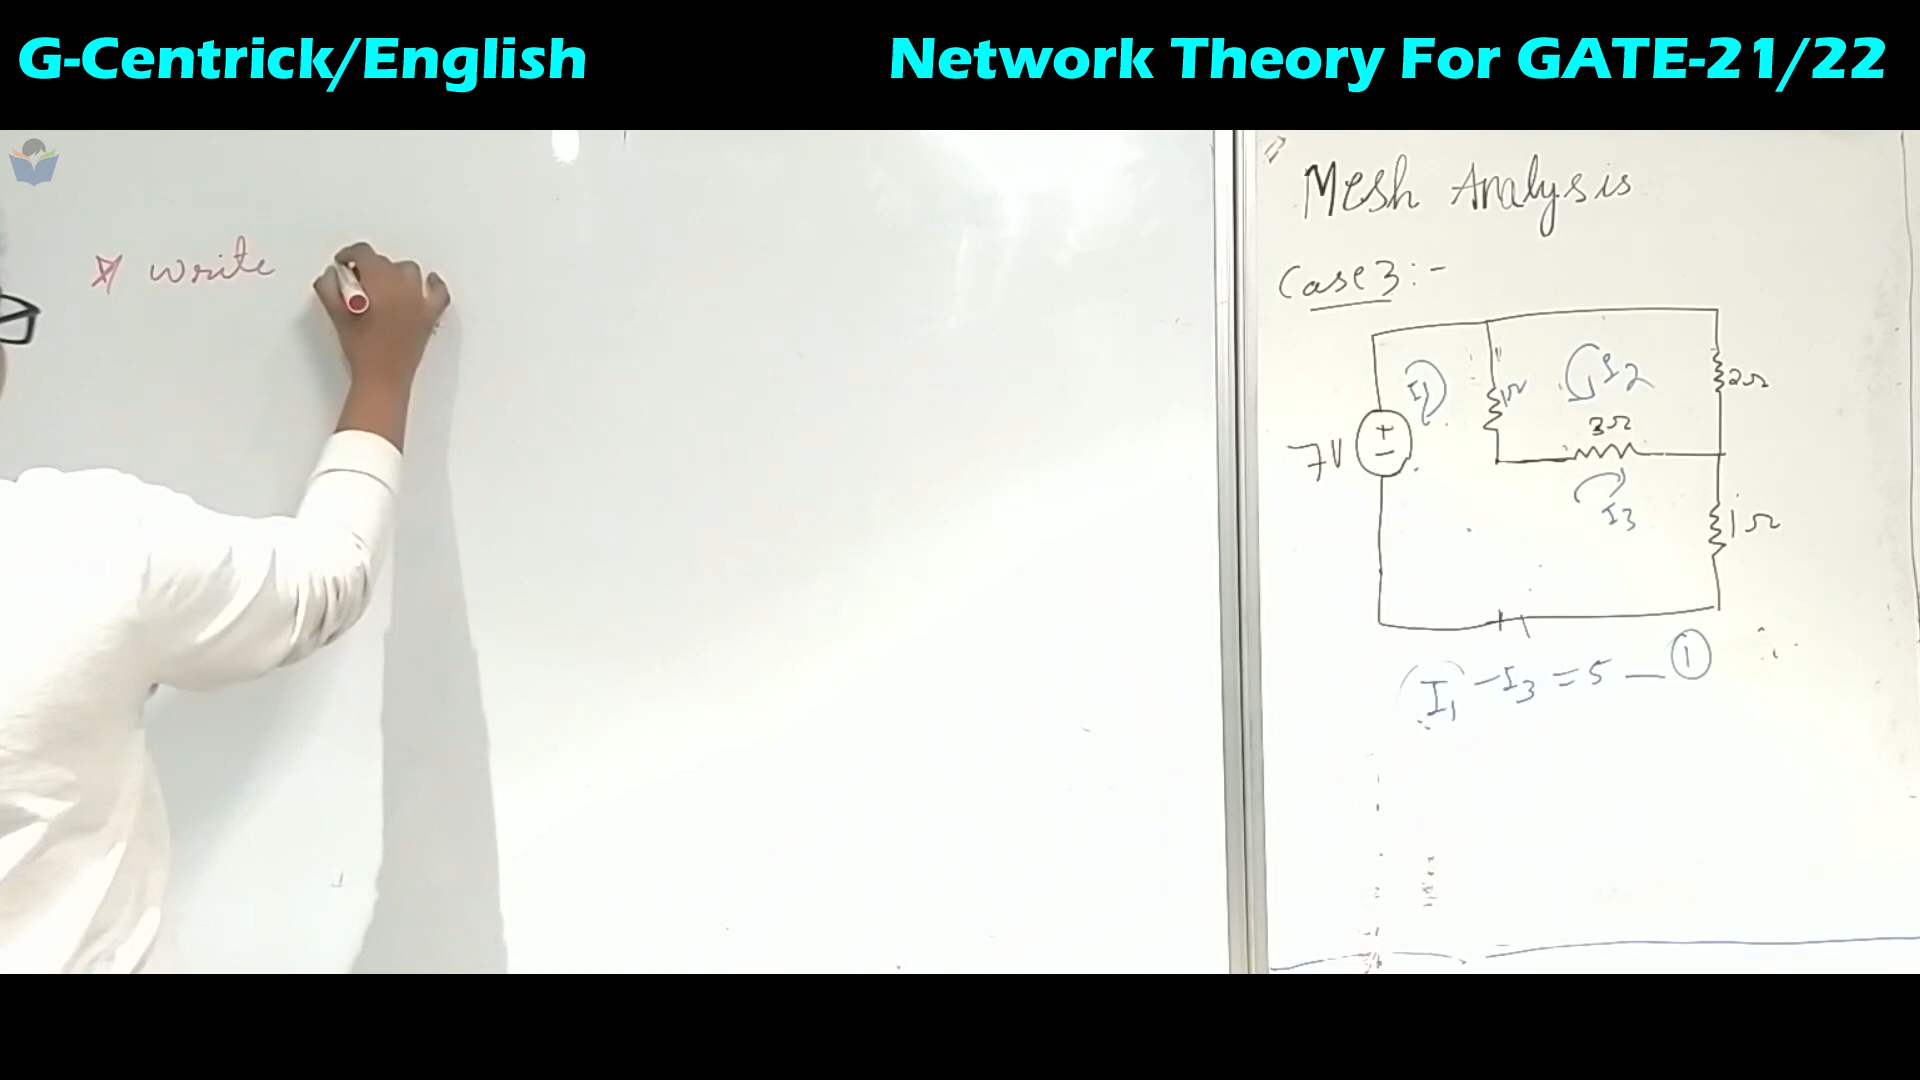 G-Centrick/English
Network Theory For GATE-21/22
write
Mesh Analysis
Case 3:-
I1
1Ω
I2
2Ω
3Ω
7V
+
−
I3
1Ω
I1 - I3 = 5 — ①